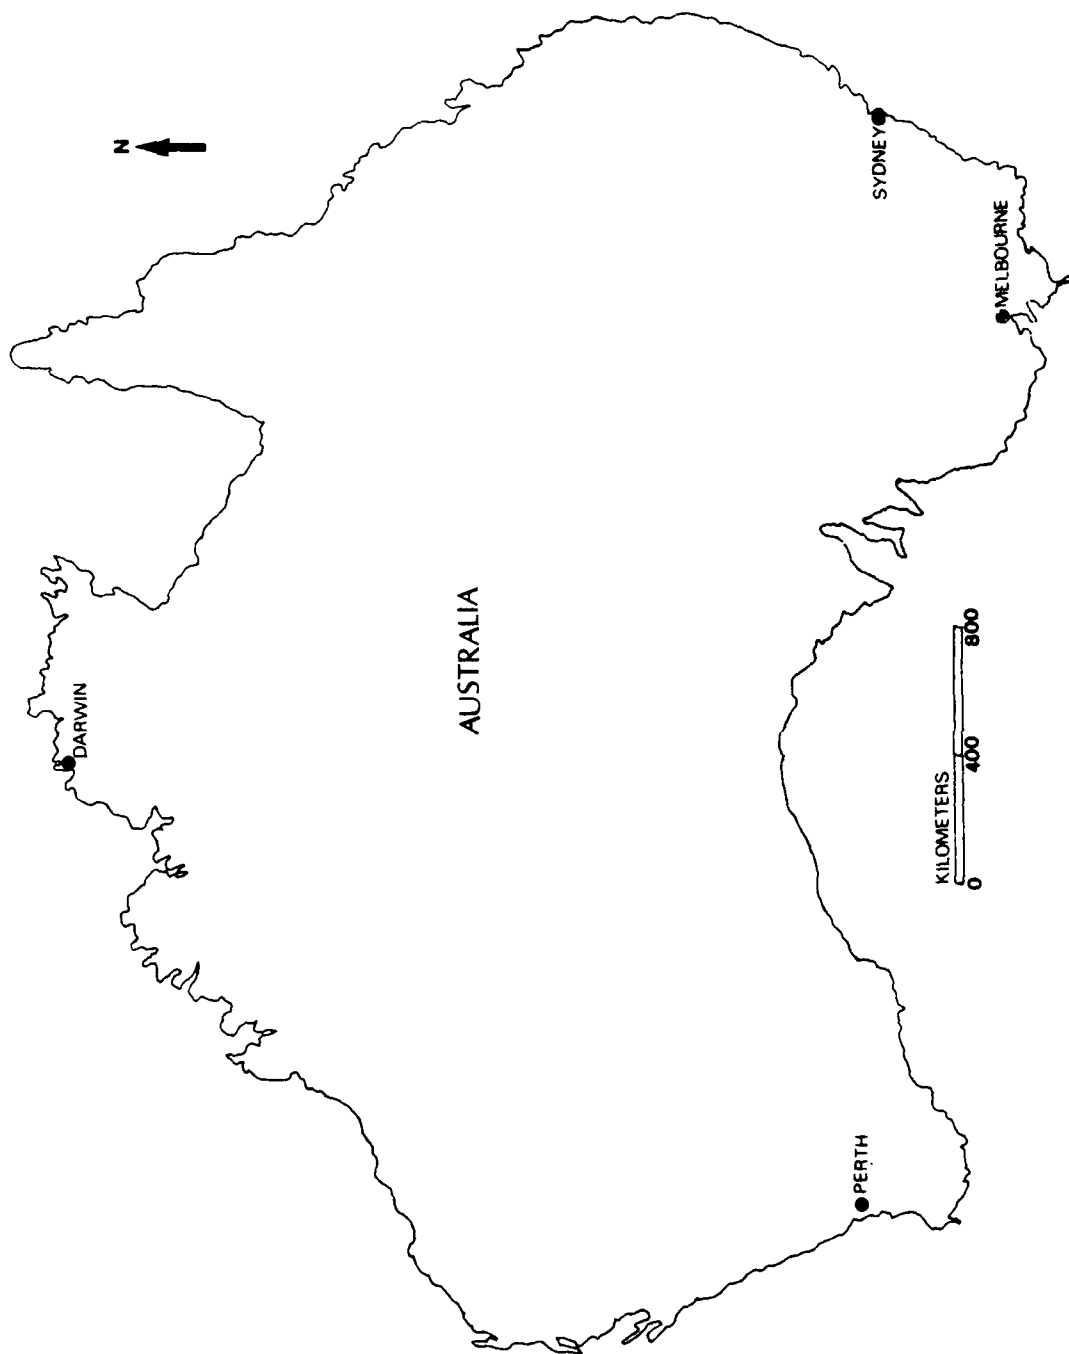 N
DARWIN
AUSTRALIA
SYDNEY
MELBOURNE
PERTH
KILOMETERS
0 400 800